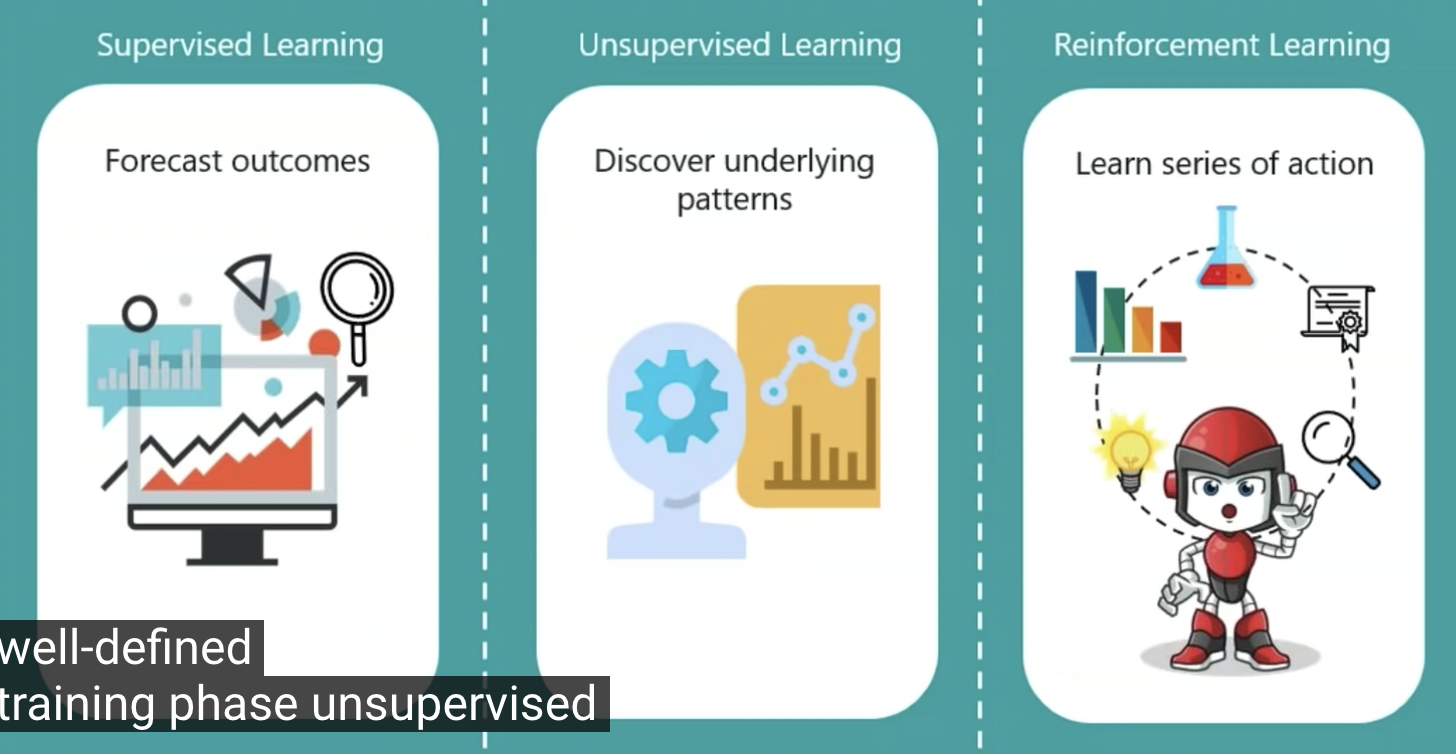 Supervised Learning
Forecast outcomes
Unsupervised Learning
Discover underlying
patterns
Reinforcement Learning
Learn series of action
well-defined
training phase unsupervised